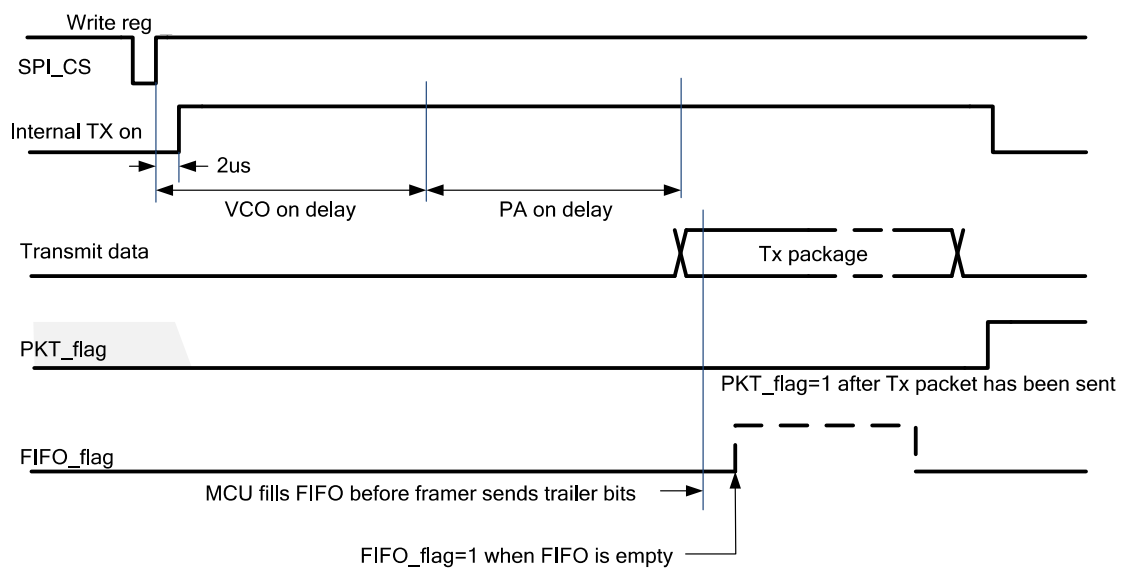 Write reg
SPI_CS
Internal TX on
2us
VCO on delay
PA on delay
Transmit data
Tx package
PKT_flag
PKT_flag=1 after Tx packet has been sent
FIFO_flag
MCU fills FIFO before framer sends trailer bits
FIFO_flag=1 when FIFO is empty